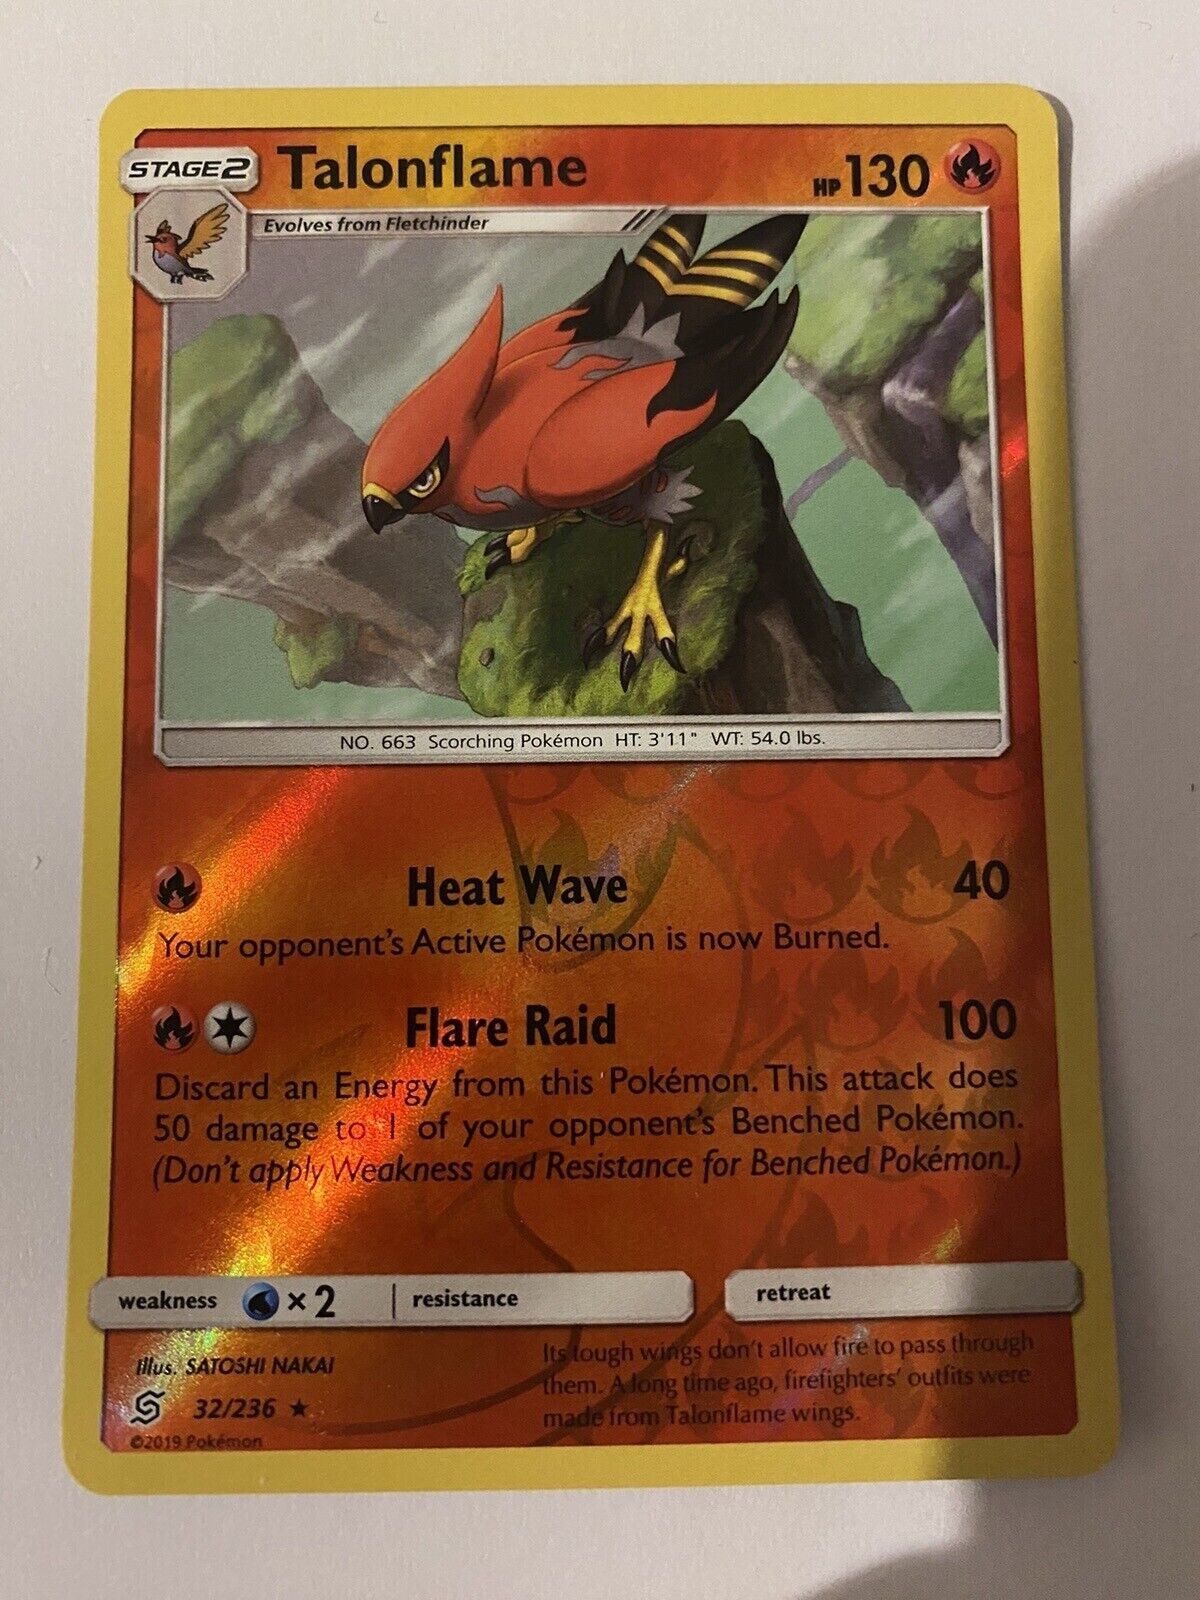 STAGE2 Talonflame HP130
Evolves from Fletchinder
NO. 663 Scorching Pokémon HT: 3'11" WT: 54.0 lbs.
Heat Wave 40
Your opponent's Active Pokémon is now Burned.
Flare Raid 100
Discard an Energy from this Pokémon. This attack does
50 damage to 1 of your opponent's Benched Pokémon.
(Don't apply Weakness and Resistance for Benched Pokémon.)
weakness ×2 resistance retreat
Illus. SATOSHI NAKAI
32/236 ★
©2019 Pokémon
Its tough wings don't allow fire to pass through
them. A long time ago, firefighters' outfits were
made from Talonflame wings.